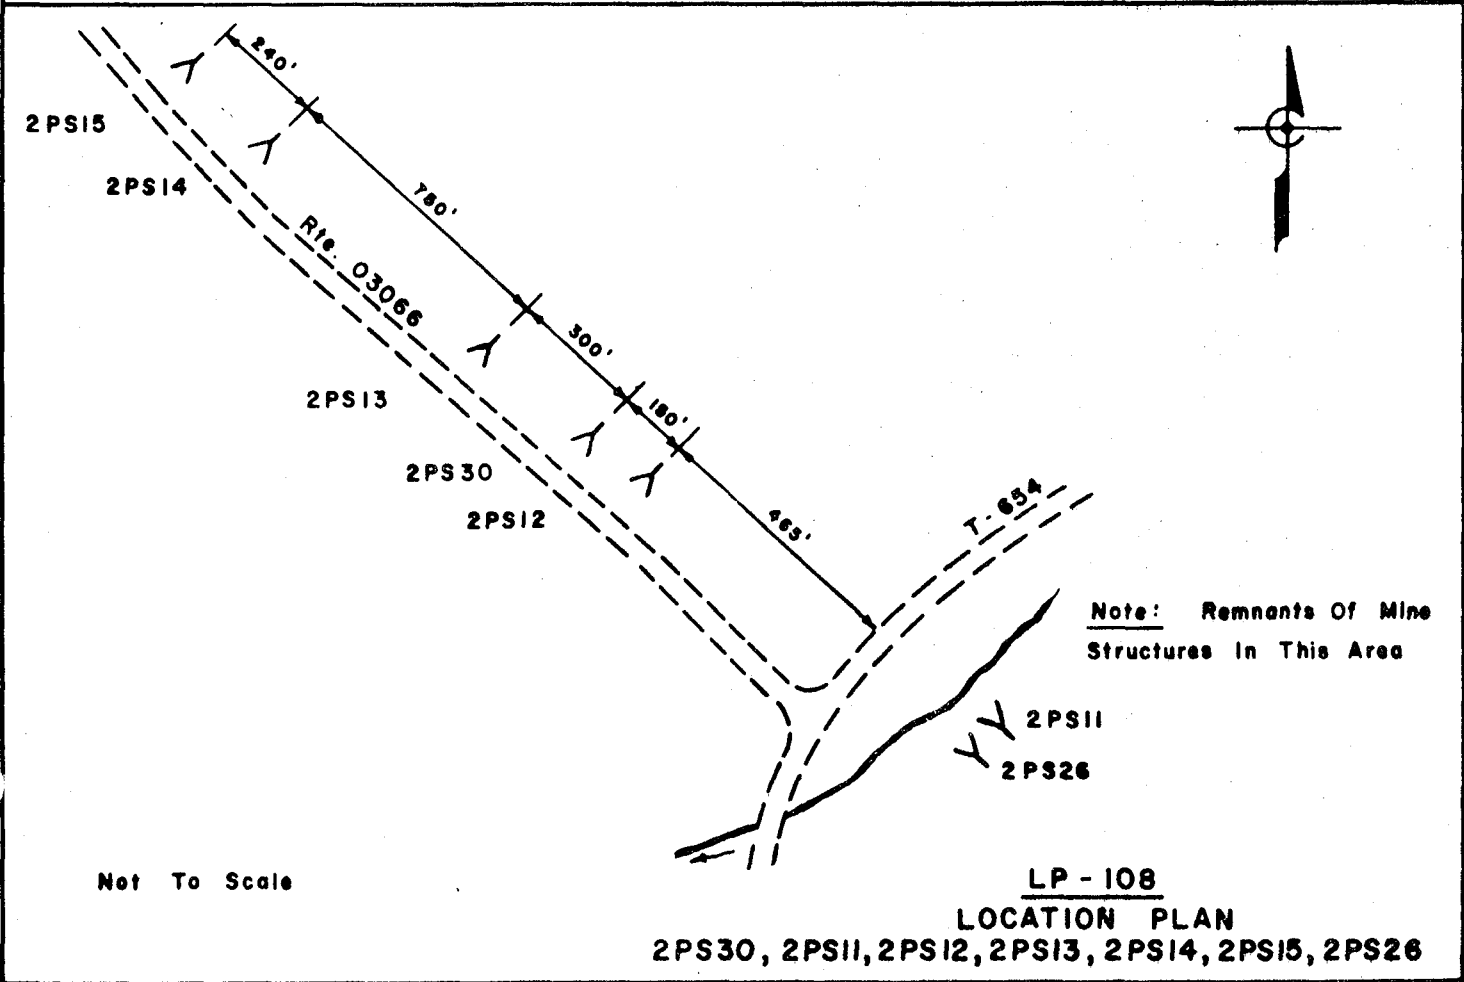 240'
2PS15
2PS14
780'
Rte. 03066
300'
2PS13
180'
2PS30
2PS12
465'
T-654
Note: Remnants Of Mine
Structures In This Area
2PS11
2PS26
Not To Scale
LP-108
LOCATION PLAN
2PS30, 2PS11, 2PS12, 2PS13, 2PS14, 2PS15, 2PS26